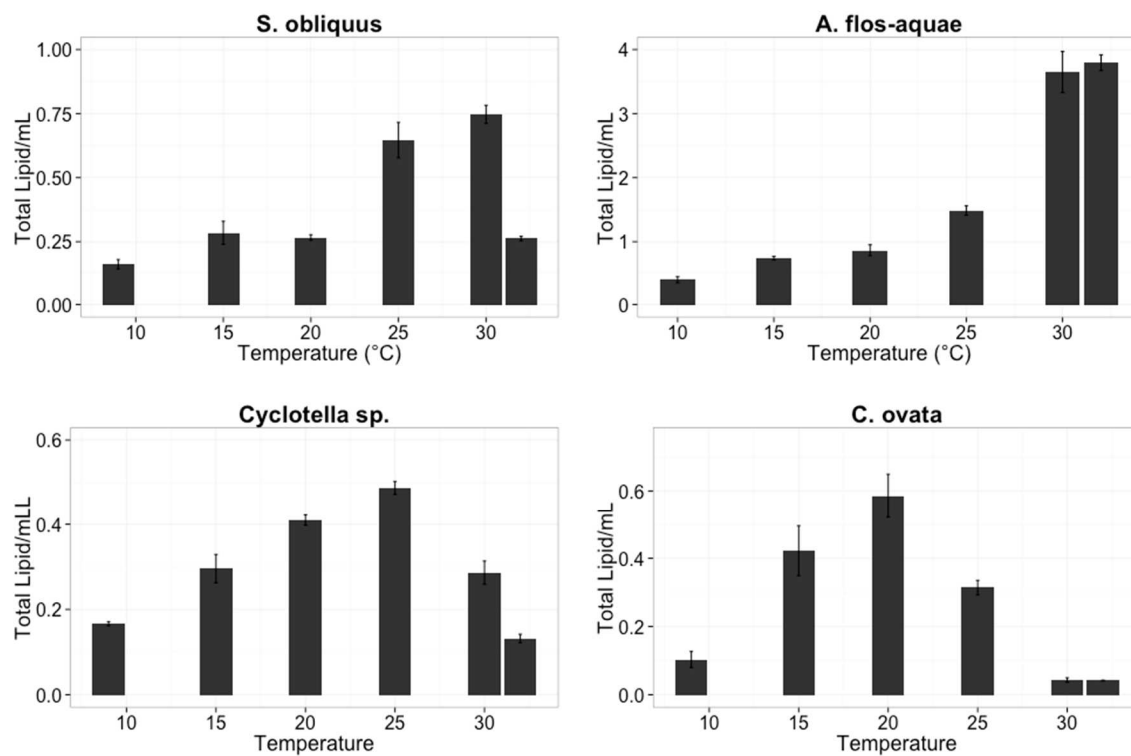 S. obliquus
Total Lipid/mL
1.00
0.75
0.50
0.25
0.00
10 15 20 25 30
Temperature (°C)
A. flos-aquae
Total Lipid/mL
4
3
2
1
0
10 15 20 25 30
Temperature (°C)
Cyclotella sp.
Total Lipid/mLL
0.6
0.4
0.2
0.0
10 15 20 25 30
Temperature
C. ovata
Total Lipid/mL
0.6
0.4
0.2
0.0
10 15 20 25 30
Temperature